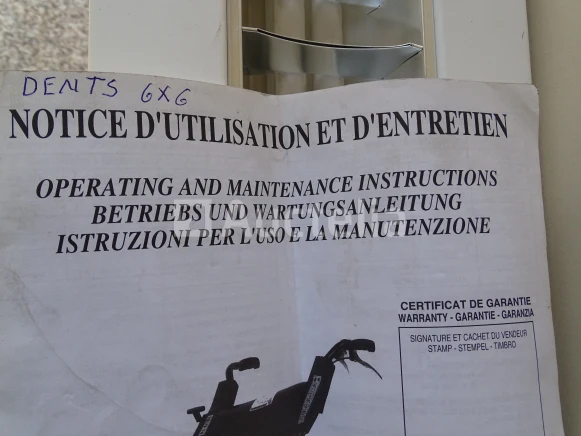 DENTS 6x6
NOTICE D'UTILISATION ET D'ENTRETIEN
OPERATING AND MAINTENANCE INSTRUCTIONS
BETRIEBS UND WARTUNGSANLEITUNG
ISTRUZIONI PER L'USO E LA MANUTENZIONE
CERTIFICAT DE GARANTIE
WARRANTY - GARANTIE - GARANZIA
SIGNATURE ET CACHET DU VENDEUR
STAMP - STEMPEL - TIMBRO